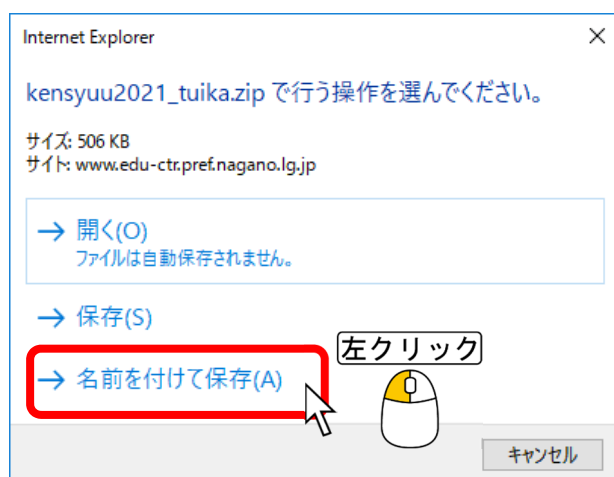 Internet Explorer
kensyuu2021_tuika.zip で行う操作を選んでください。
サイズ: 506 KB
サイト: www.edu-ctr.pref.nagano.lg.jp
→ 開く(O)
ファイルは自動保存されません。
→ 保存(S)
左クリック
→ 名前を付けて保存(A)
キャンセル